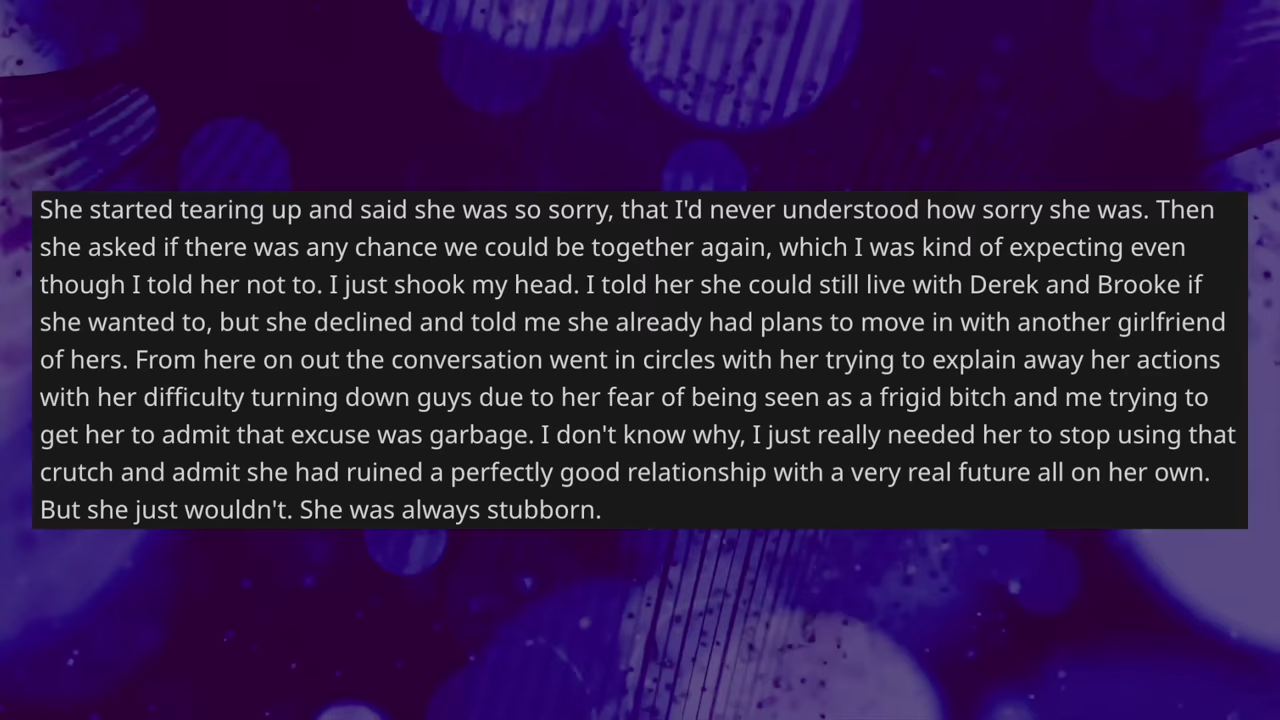 She started tearing up and said she was so sorry, that I'd never understood how sorry she was. Then
she asked if there was any chance we could be together again, which I was kind of expecting even
though I told her not to. I just shook my head. I told her she could still live with Derek and Brooke if
she wanted to, but she declined and told me she already had plans to move in with another girlfriend
of hers. From here on out the conversation went in circles with her trying to explain away her actions
with her difficulty turning down guys due to her fear of being seen as a frigid bitch and me trying to
get her to admit that excuse was garbage. I don't know why, I just really needed her to stop using that
crutch and admit she had ruined a perfectly good relationship with a very real future all on her own.
But she just wouldn't. She was always stubborn.